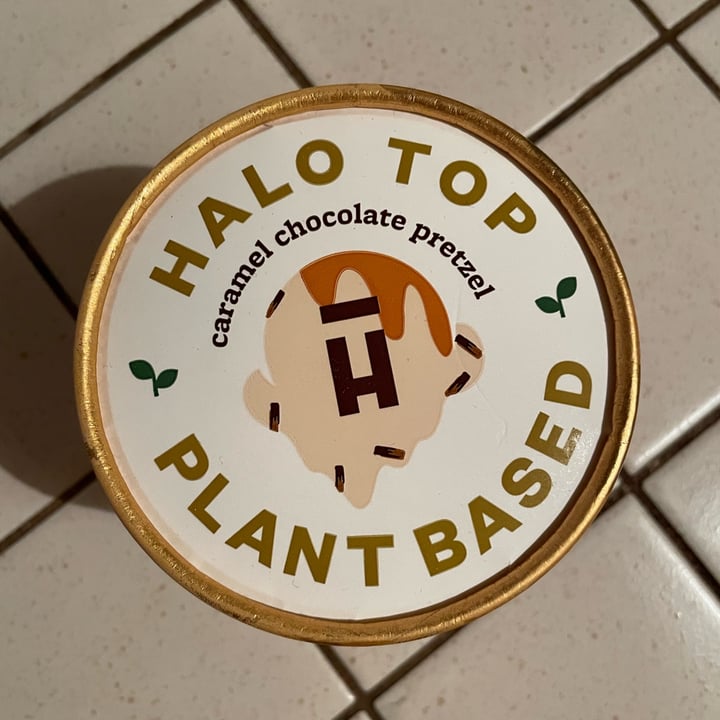 HALO TOP
caramel chocolate pretzel
H
PLANT BASED